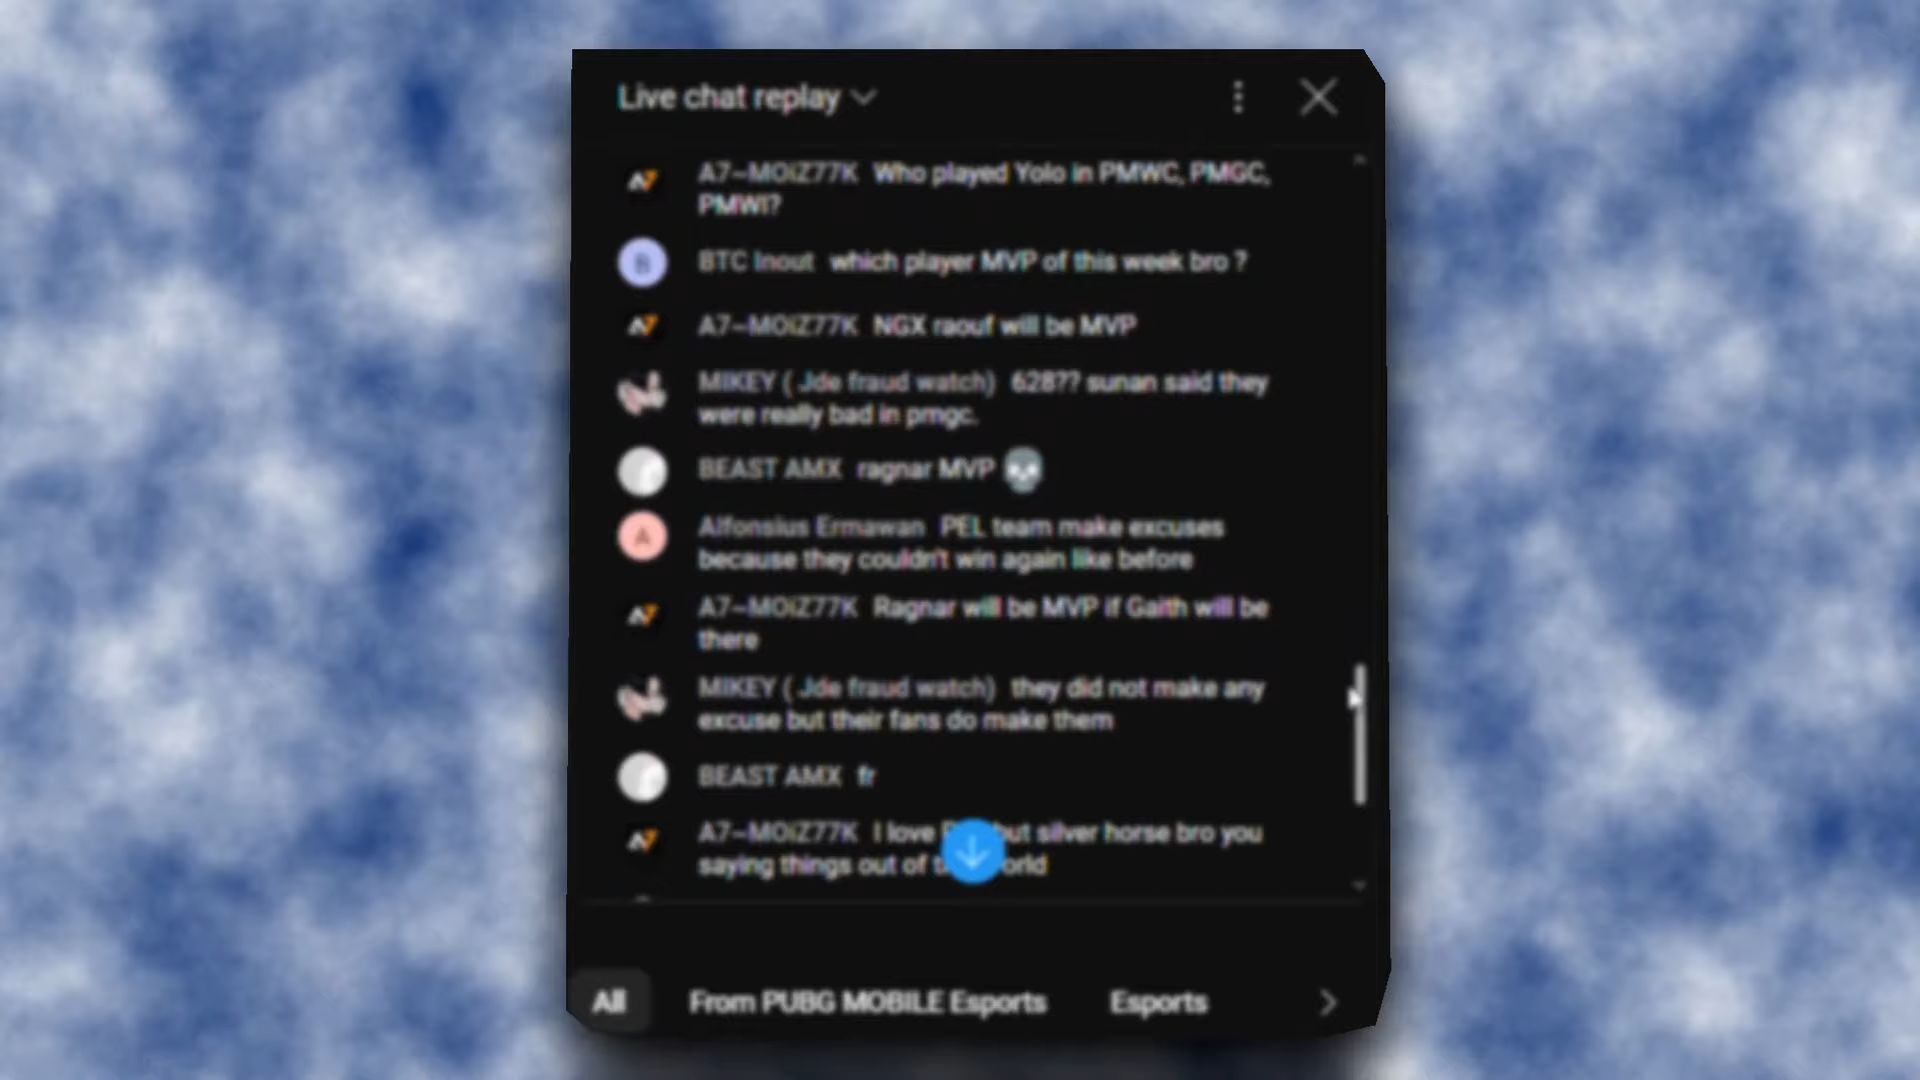 Live chat replay
A7~MOiZ77K Who played Yolo in PMWC, PMGC,
PMWI?
B
BTC Inout which player MVP of this week bro ?
A7~MOiZ77K NGX raouf will be MVP
MIKEY ( Jde fraud watch) 628?? sunan said they
were really bad in pmgc.
BEAST AMX ragnar MVP 💀
A
Alfonsius Ermawan PEL team make excuses
because they couldn't win again like before
A7~MOiZ77K Ragnar will be MVP if Gaith will be
there
MIKEY ( Jde fraud watch) they did not make any
excuse but their fans do make them
BEAST AMX fr
A7~MOiZ77K I love but silver horse bro you
saying things out of
All From PUBG MOBILE Esports Esports